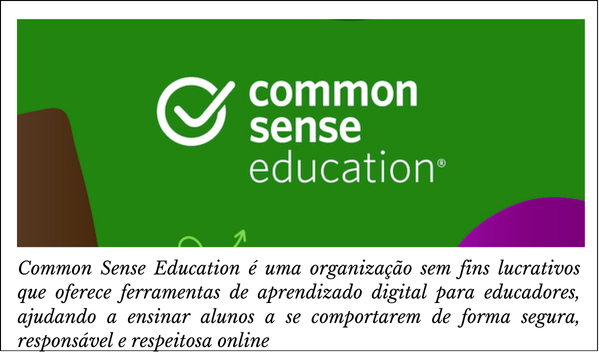 common
sense
education®
Common Sense Education é uma organização sem fins lucrativos
que oferece ferramentas de aprendizado digital para educadores,
ajudando a ensinar alunos a se comportarem de forma segura,
responsável e respeitosa online